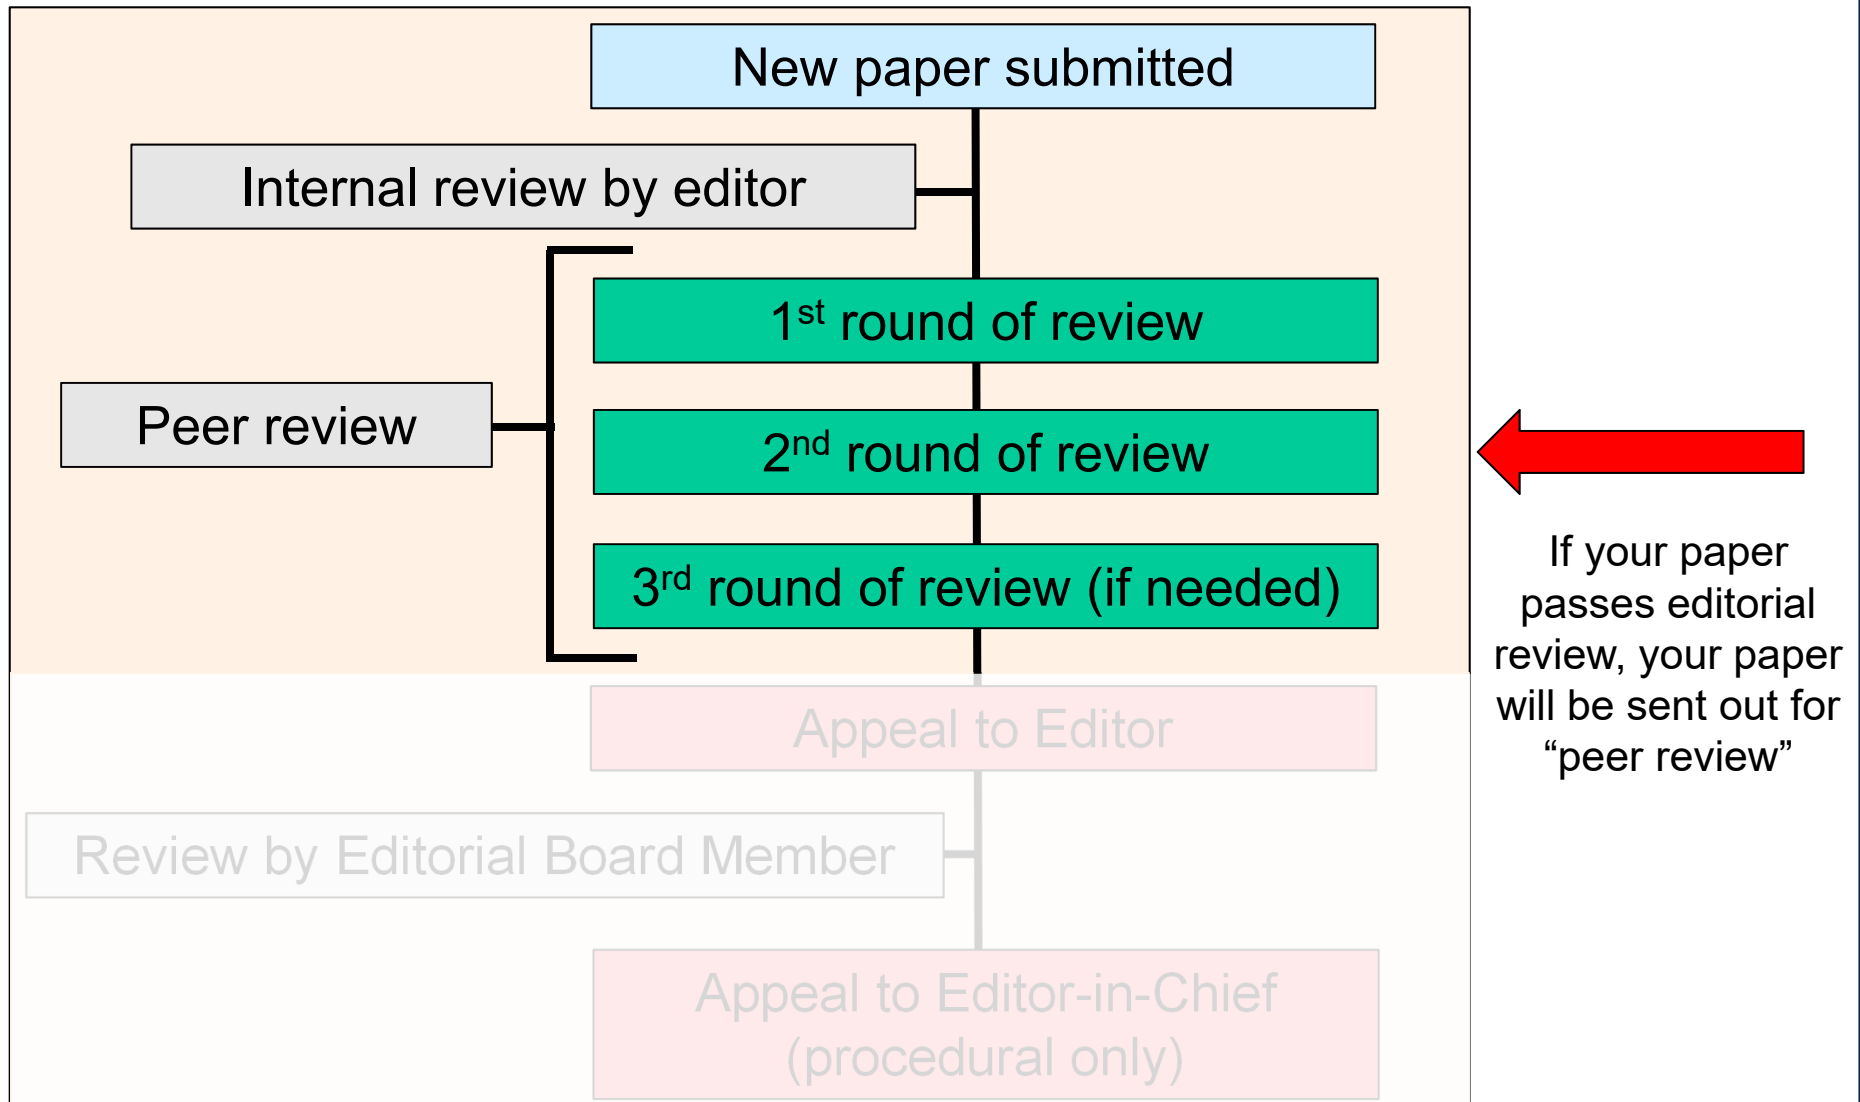 New paper submitted
Internal review by editor
1st round of review
Peer review
2nd round of review
3rd round of review (if needed)
If your paper
passes editorial
review, your paper
will be sent out for
“peer review”
Appeal to Editor
Review by Editorial Board Member
Appeal to Editor-in-Chief
(procedural only)